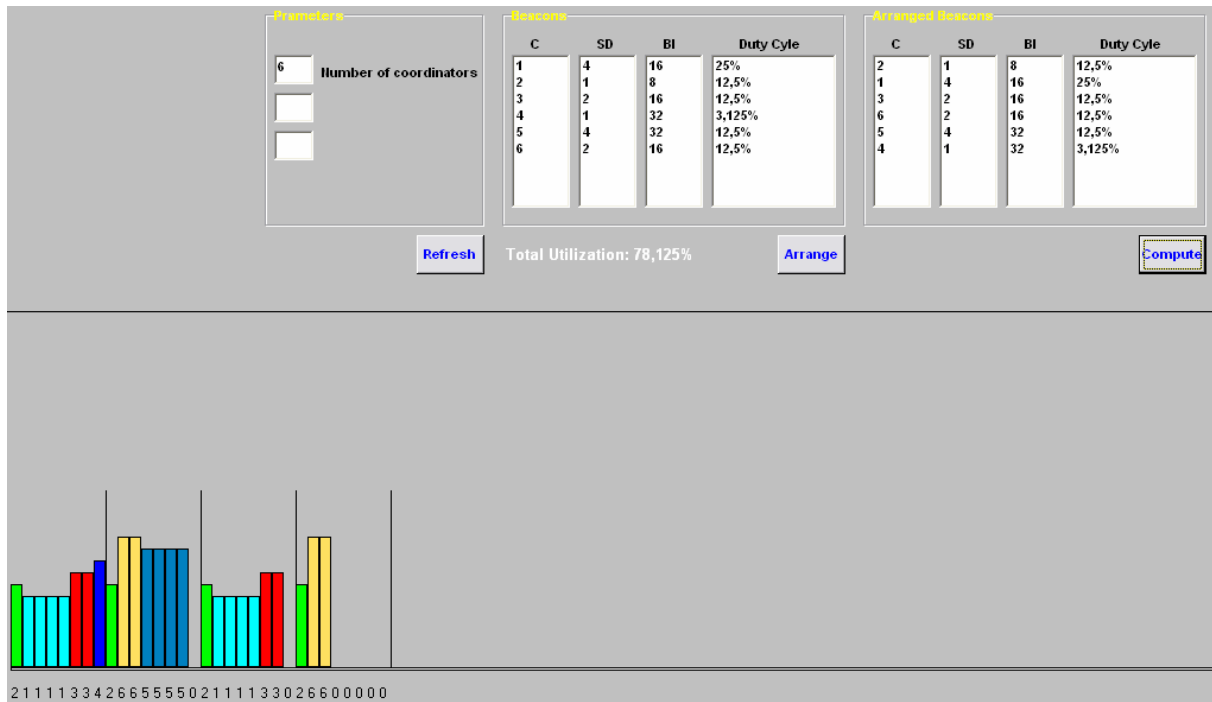 Prameters
Beacons
Arranged Beacons
C SD BI Duty Cyle
C SD BI Duty Cyle
6 Number of coordinators
1 4 16 25%
2 1 8 12,5%
3 2 16 12,5%
4 1 32 3,125%
5 4 32 12,5%
6 2 16 12,5%
2 1 8 12,5%
1 4 16 25%
3 2 16 12,5%
6 2 16 12,5%
5 4 32 12,5%
4 1 32 3,125%
Refresh
Total Utilization: 78,125%
Arrange
Compute
2 1 1 1 1 3 3 4 2 6 6 5 5 5 5 0 2 1 1 1 1 3 3 0 2 6 6 0 0 0 0 0